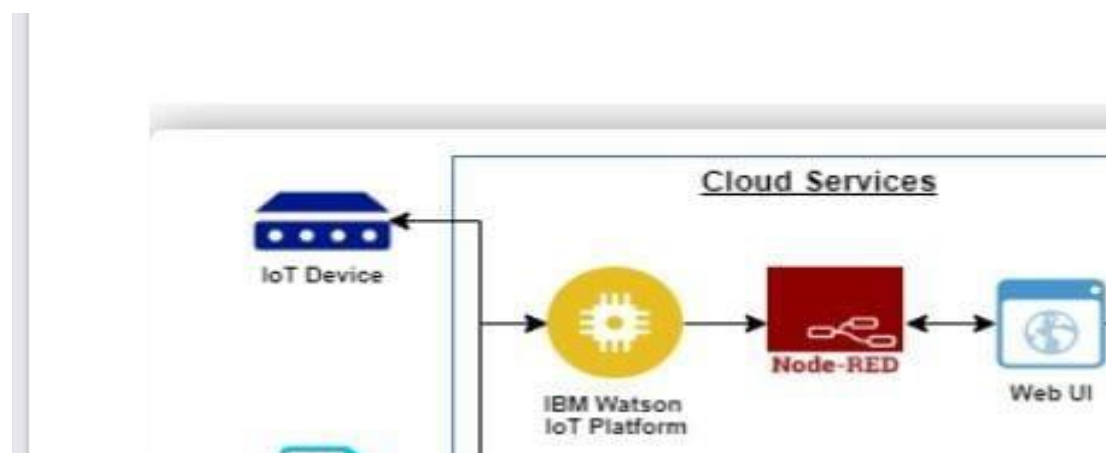 Cloud Services
IoT Device
Node-RED
Web UI
IBM Watson
IoT Platform